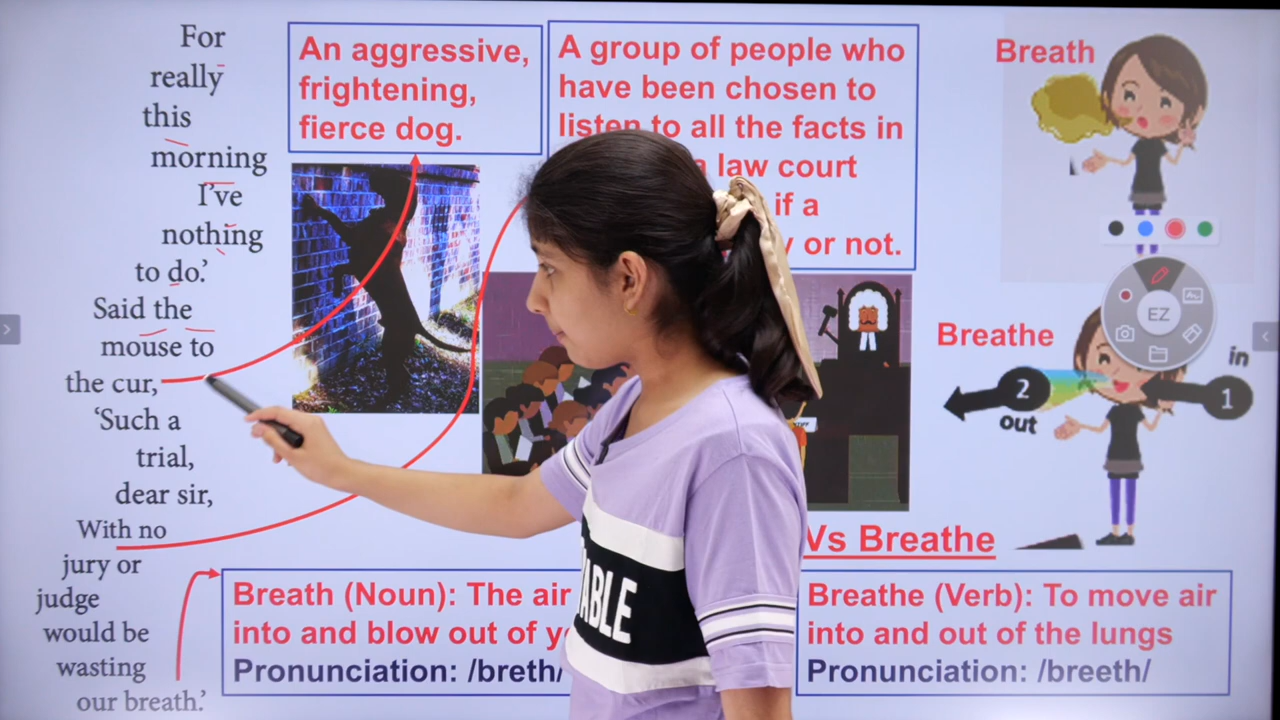 For
really
this
morning
I've
nothing
to do.'
Said the
mouse to
the cur,
'Such a
trial,
dear sir,
With no
jury or
judge
would be
wasting
our breath.'
An aggressive,
frightening,
fierce dog.
A group of people who
have been chosen to
listen to all the facts in
a law court
if a
or not.
Breath
EZ
Breathe
in
1
2
out
Vs Breathe
Breath (Noun): The air
into and blow out of
Pronunciation: /breth/
Breathe (Verb): To move air
into and out of the lungs
Pronunciation: /breeth/
ABLE